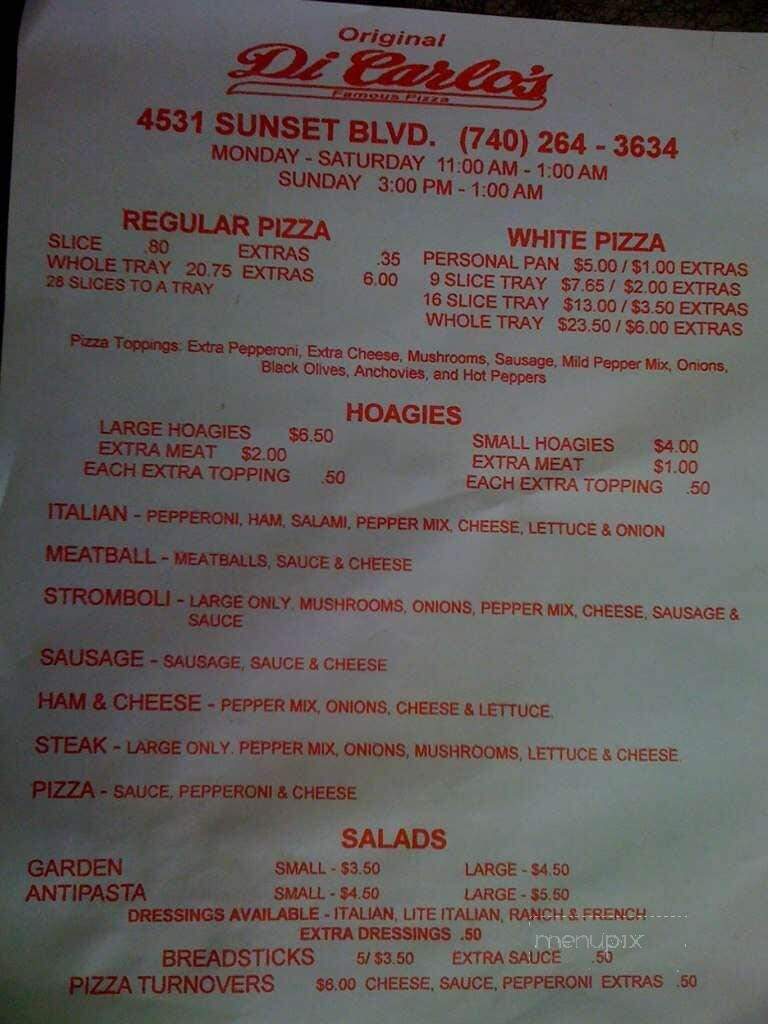 Original
Di Carlo's
Famous Pizza
4531 SUNSET BLVD. (740) 264 - 3634
MONDAY - SATURDAY 11:00 AM - 1:00 AM
SUNDAY 3:00 PM - 1:00 AM
REGULAR PIZZA
SLICE .80 EXTRAS .35
WHOLE TRAY 20.75 EXTRAS 6.00
28 SLICES TO A TRAY
WHITE PIZZA
PERSONAL PAN $5.00 / $1.00 EXTRAS
9 SLICE TRAY $7.65 / $2.00 EXTRAS
16 SLICE TRAY $13.00 / $3.50 EXTRAS
WHOLE TRAY $23.50 / $6.00 EXTRAS
Pizza Toppings: Extra Pepperoni, Extra Cheese, Mushrooms, Sausage, Mild Pepper Mix, Onions,
Black Olives, Anchovies, and Hot Peppers
HOAGIES
LARGE HOAGIES $6.50
EXTRA MEAT $2.00
EACH EXTRA TOPPING .50
SMALL HOAGIES $4.00
EXTRA MEAT $1.00
EACH EXTRA TOPPING .50
ITALIAN - PEPPERONI, HAM, SALAMI, PEPPER MIX, CHEESE, LETTUCE & ONION
MEATBALL - MEATBALLS, SAUCE & CHEESE
STROMBOLI - LARGE ONLY. MUSHROOMS, ONIONS, PEPPER MIX, CHEESE, SAUSAGE &
SAUCE
SAUSAGE - SAUSAGE, SAUCE & CHEESE
HAM & CHEESE - PEPPER MIX, ONIONS, CHEESE & LETTUCE.
STEAK - LARGE ONLY. PEPPER MIX, ONIONS, MUSHROOMS, LETTUCE & CHEESE.
PIZZA - SAUCE, PEPPERONI & CHEESE
SALADS
GARDEN SMALL - $3.50 LARGE - $4.50
ANTIPASTA SMALL - $4.50 LARGE - $5.50
DRESSINGS AVAILABLE - ITALIAN, LITE ITALIAN, RANCH & FRENCH
EXTRA DRESSINGS .50
menupix
BREADSTICKS 5/ $3.50 EXTRA SAUCE .50
PIZZA TURNOVERS $6.00 CHEESE, SAUCE, PEPPERONI EXTRAS .50